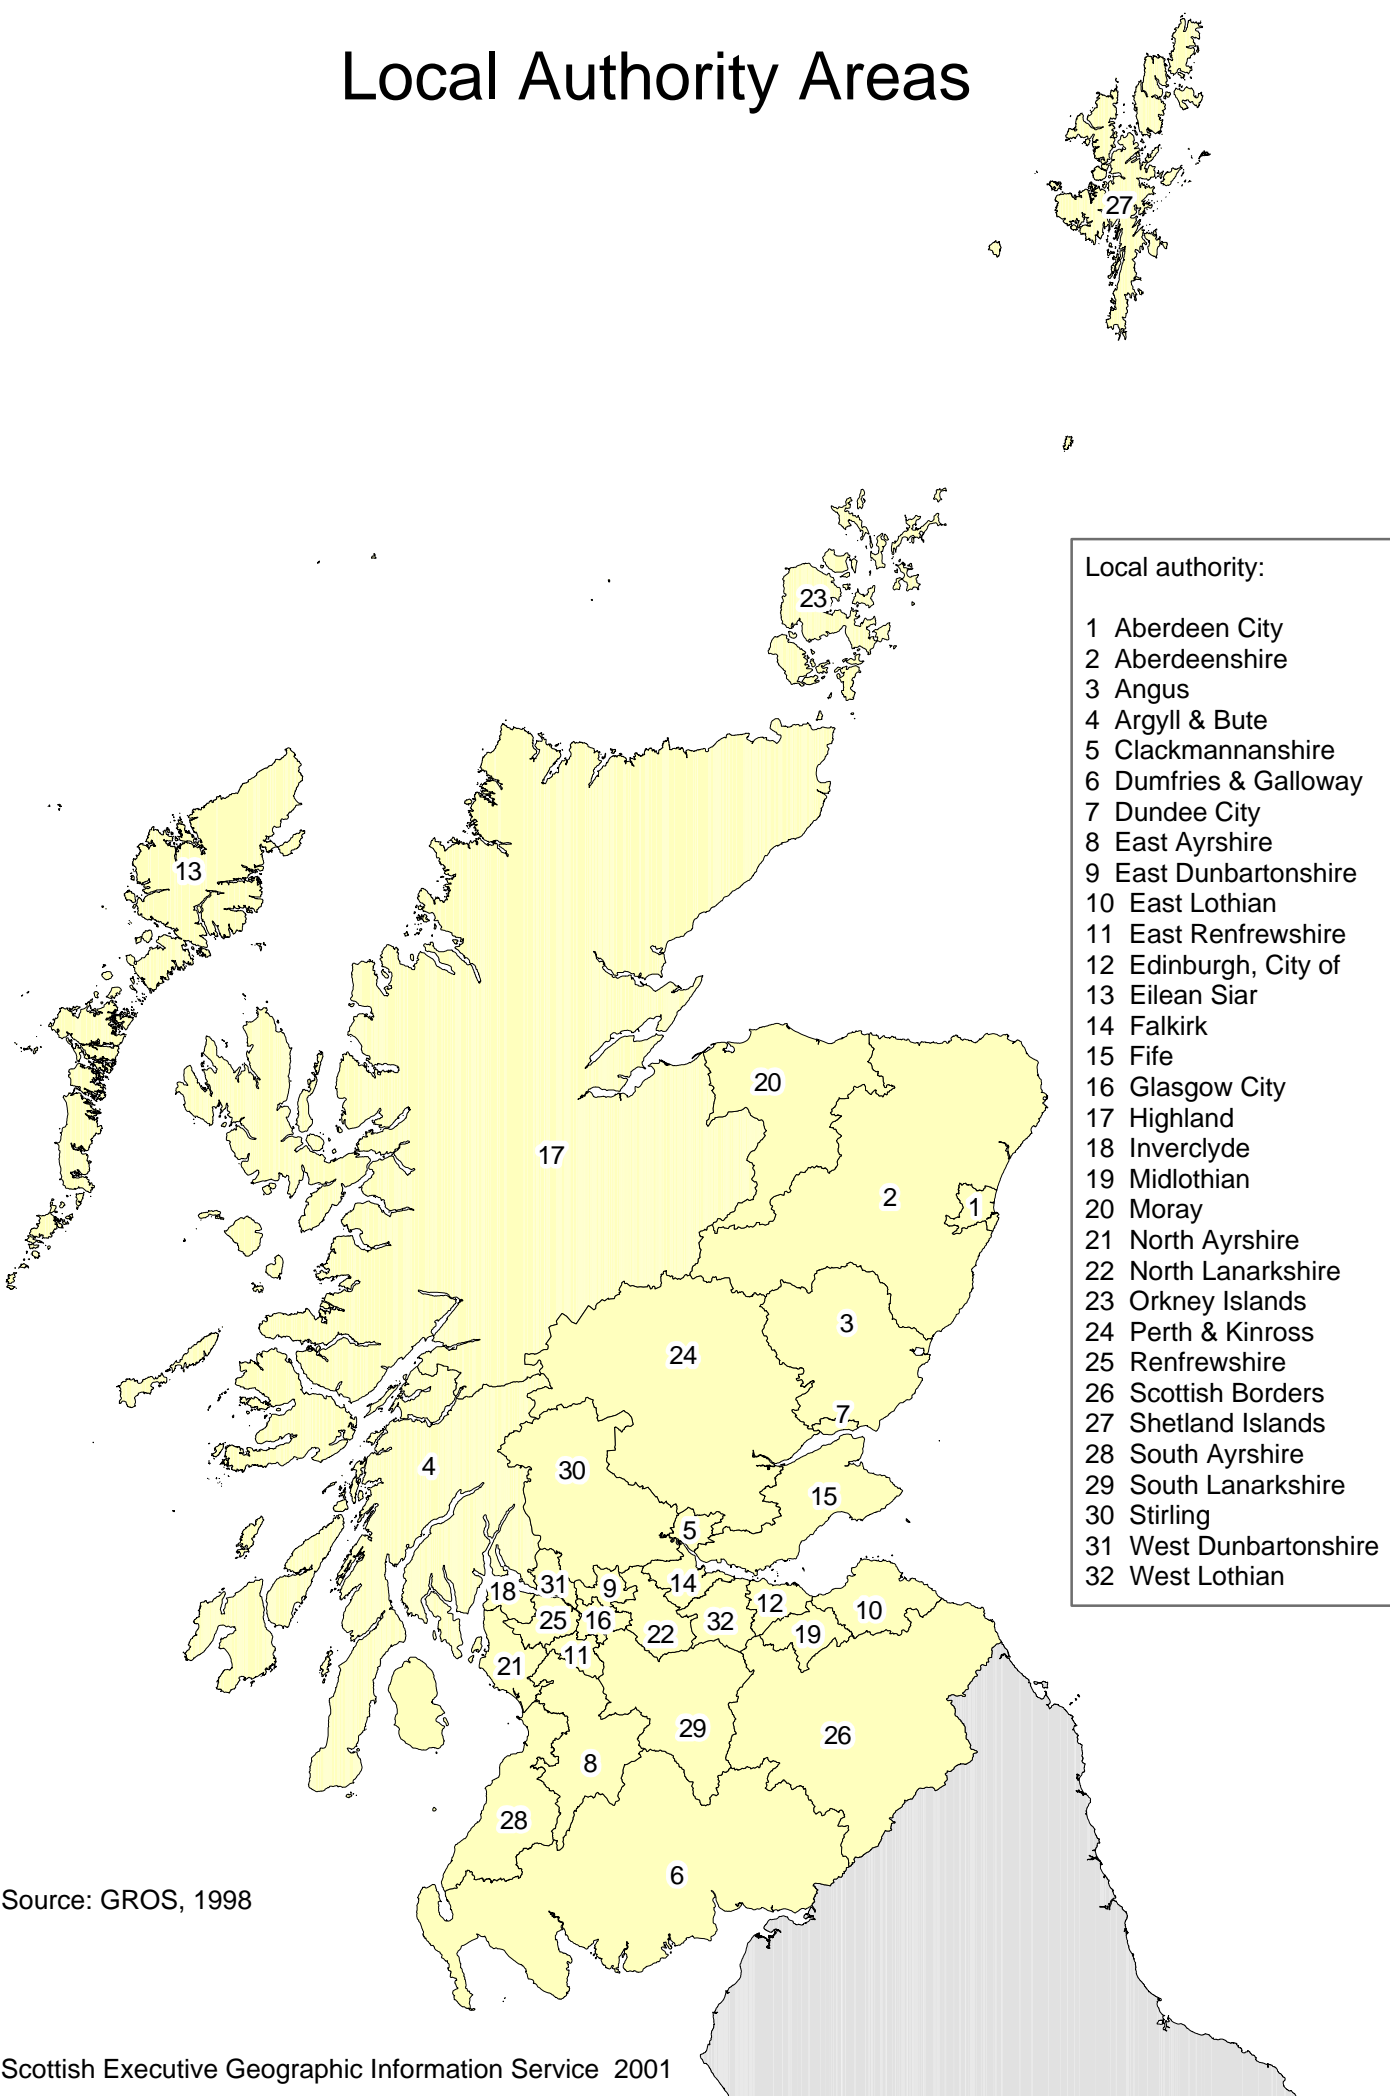 Local Authority Areas
27
23
13
20
17
2
1
3
24
7
4
30
15
5
18
31
9
14
12
10
25
16
22
32
19
21
11
29
26
8
28
6
Local authority:
1 Aberdeen City
2 Aberdeenshire
3 Angus
4 Argyll & Bute
5 Clackmannanshire
6 Dumfries & Galloway
7 Dundee City
8 East Ayrshire
9 East Dunbartonshire
10 East Lothian
11 East Renfrewshire
12 Edinburgh, City of
13 Eilean Siar
14 Falkirk
15 Fife
16 Glasgow City
17 Highland
18 Inverclyde
19 Midlothian
20 Moray
21 North Ayrshire
22 North Lanarkshire
23 Orkney Islands
24 Perth & Kinross
25 Renfrewshire
26 Scottish Borders
27 Shetland Islands
28 South Ayrshire
29 South Lanarkshire
30 Stirling
31 West Dunbartonshire
32 West Lothian
Source: GROS, 1998
Scottish Executive Geographic Information Service 2001